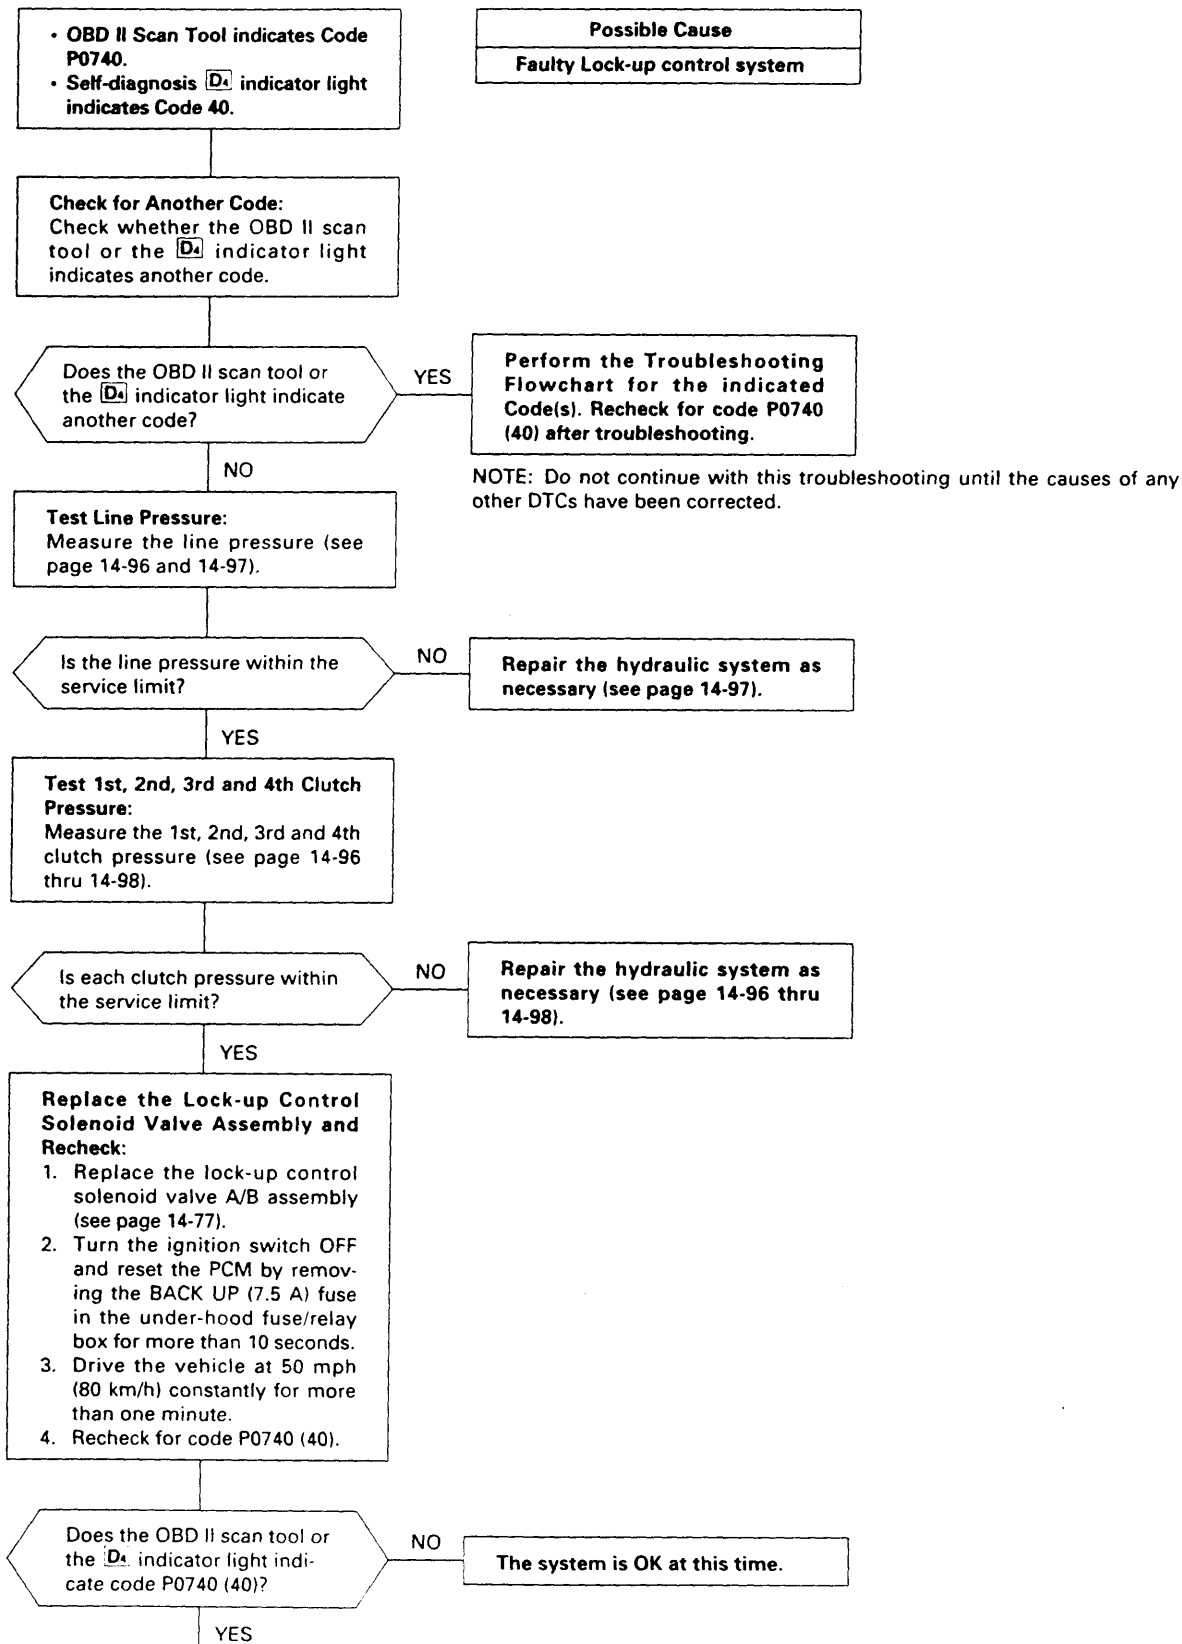 • OBD II Scan Tool indicates Code
P0740.
• Self-diagnosis D4 indicator light
indicates Code 40.
Possible Cause
Faulty Lock-up control system
Check for Another Code:
Check whether the OBD II scan
tool or the D4 indicator light
indicates another code.
Does the OBD II scan tool or
the D4 indicator light indicate
another code?
YES
Perform the Troubleshooting
Flowchart for the indicated
Code(s). Recheck for code P0740
(40) after troubleshooting.
NO
NOTE: Do not continue with this troubleshooting until the causes of any
other DTCs have been corrected.
Test Line Pressure:
Measure the line pressure (see
page 14-96 and 14-97).
Is the line pressure within the
service limit?
NO
Repair the hydraulic system as
necessary (see page 14-97).
YES
Test 1st, 2nd, 3rd and 4th Clutch
Pressure:
Measure the 1st, 2nd, 3rd and 4th
clutch pressure (see page 14-96
thru 14-98).
Is each clutch pressure within
the service limit?
NO
Repair the hydraulic system as
necessary (see page 14-96 thru
14-98).
YES
Replace the Lock-up Control
Solenoid Valve Assembly and
Recheck:
1. Replace the lock-up control
solenoid valve A/B assembly
(see page 14-77).
2. Turn the ignition switch OFF
and reset the PCM by remov-
ing the BACK UP (7.5 A) fuse
in the under-hood fuse/relay
box for more than 10 seconds.
3. Drive the vehicle at 50 mph
(80 km/h) constantly for more
than one minute.
4. Recheck for code P0740 (40).
Does the OBD II scan tool or
the D4 indicator light indi-
cate code P0740 (40)?
NO
The system is OK at this time.
YES